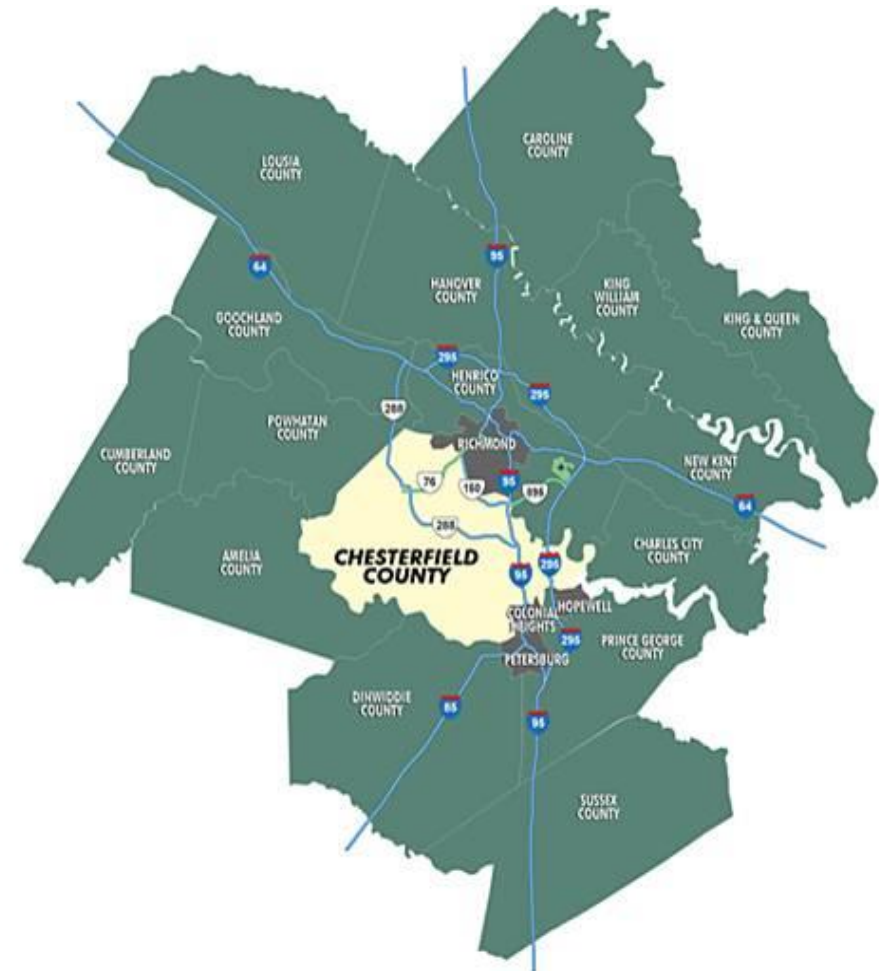 CAROLINE
COUNTY
LOUSIA
COUNTY
95
64
HANOVER
COUNTY
KING
WILLIAM
COUNTY
GOOCHLAND
COUNTY
KING & QUEEN
COUNTY
295
HENRICO
COUNTY
295
288
POWHATAN
COUNTY
RICHMOND
CUMBERLAND
COUNTY
NEW KENT
COUNTY
76
150
95
895
64
288
CHARLES CITY
COUNTY
AMELIA
COUNTY
CHESTERFIELD
COUNTY
95
295
COLONIAL
HEIGHTS
HOPEWELL
295
PRINCE GEORGE
COUNTY
PETERSBURG
DINWIDDIE
COUNTY
85
95
SUSSEX
COUNTY